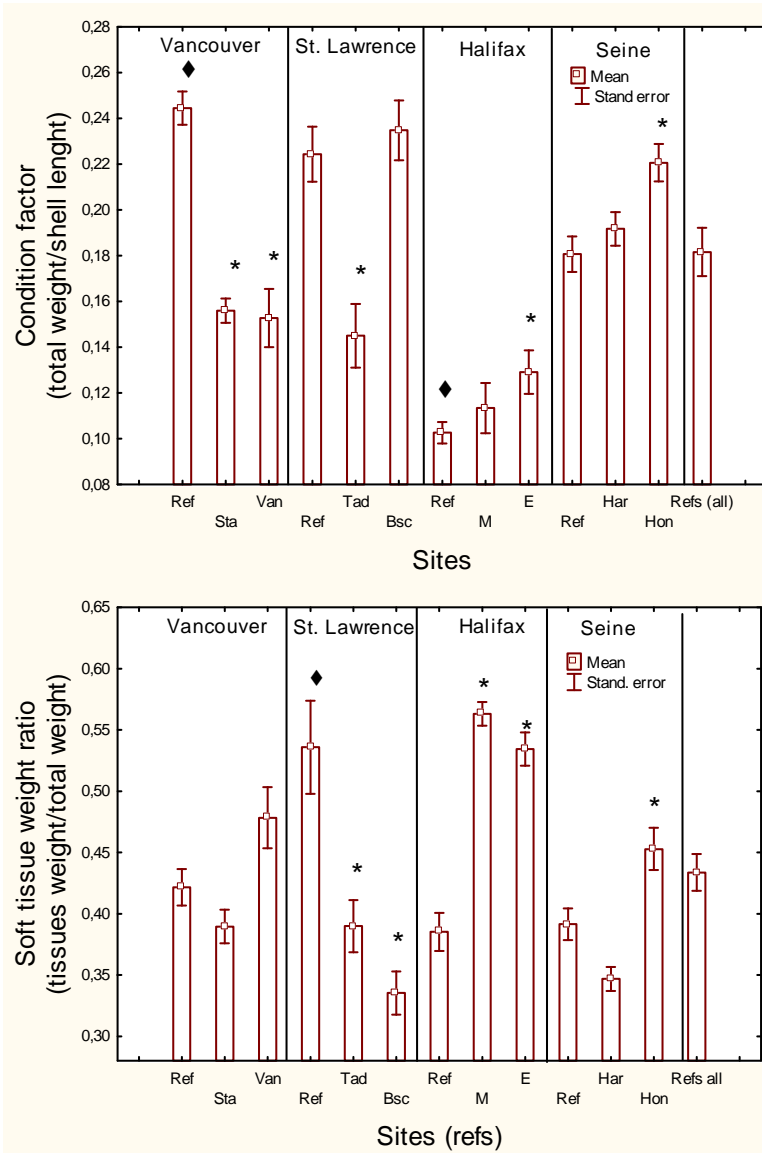 Condition factor
(total weight/shell lenght)
0,28
0,26
0,24
0,22
0,20
0,18
0,16
0,14
0,12
0,10
0,08
Vancouver
St. Lawrence
Halifax
Seine
Mean
Stand error
◆
*
*
*
◆
*
*
Ref
Sta
Van
Ref
Tad
Bsc
Ref
M
E
Ref
Har
Hon
Refs (all)
Sites
Soft tissue weight ratio
(tissues weight/total weight)
0,65
0,60
0,55
0,50
0,45
0,40
0,35
0,30
Vancouver
St. Lawrence
Halifax
Seine
Mean
Stand. error
◆
*
*
*
*
*
Ref
Sta
Van
Ref
Tad
Bsc
Ref
M
E
Ref
Har
Hon
Refs all
Sites (refs)